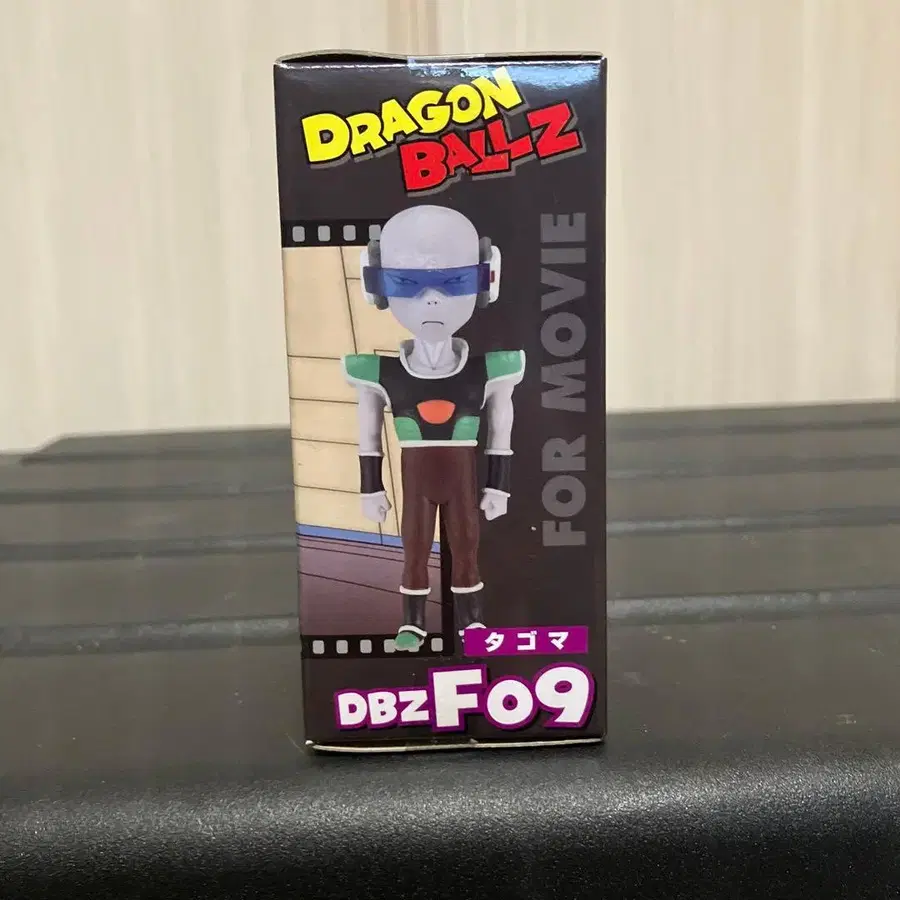 DRAGON
BALLZ
FOR MOVIE
タゴマ
DBZF09